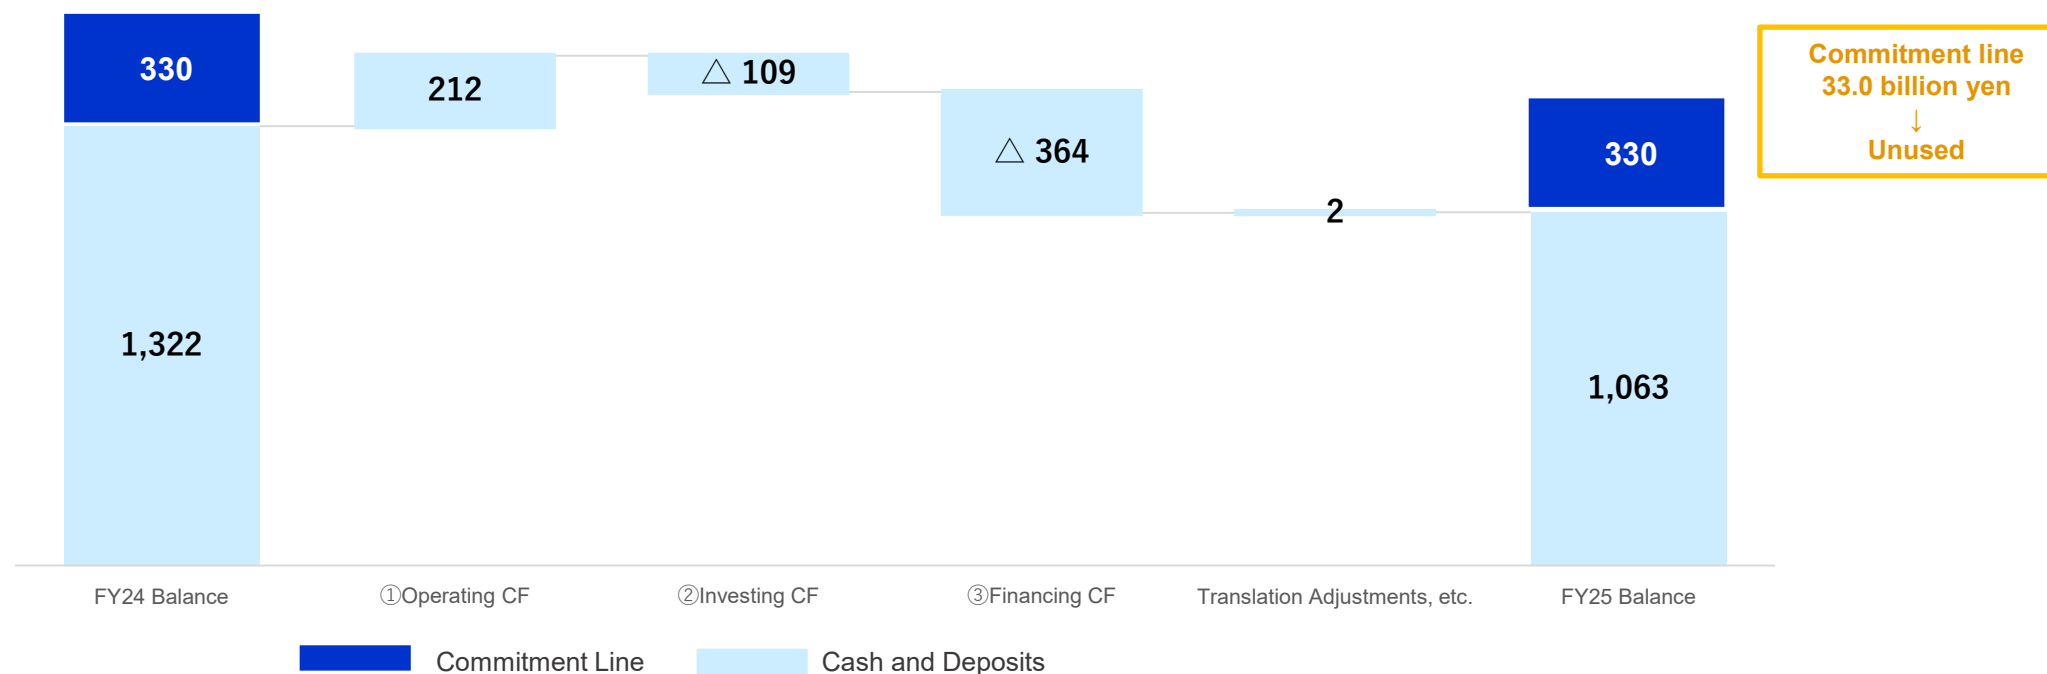 330
212
△ 109
Commitment line
33.0 billion yen
↓
Unused
△ 364
330
2
1,322
1,063
FY24 Balance
①Operating CF
②Investing CF
③Financing CF
Translation Adjustments, etc.
FY25 Balance
Commitment Line
Cash and Deposits